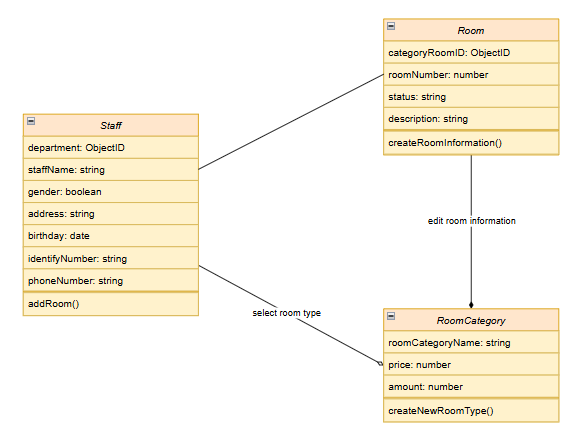 Room
categoryRoomID: ObjectID
roomNumber: number
status: string
description: string
createRoomInformation()
Staff
department: ObjectID
staffName: string
gender: boolean
address: string
birthday: date
identifyNumber: string
phoneNumber: string
addRoom()
edit room information
select room type
RoomCategory
roomCategoryName: string
price: number
amount: number
createNewRoomType()